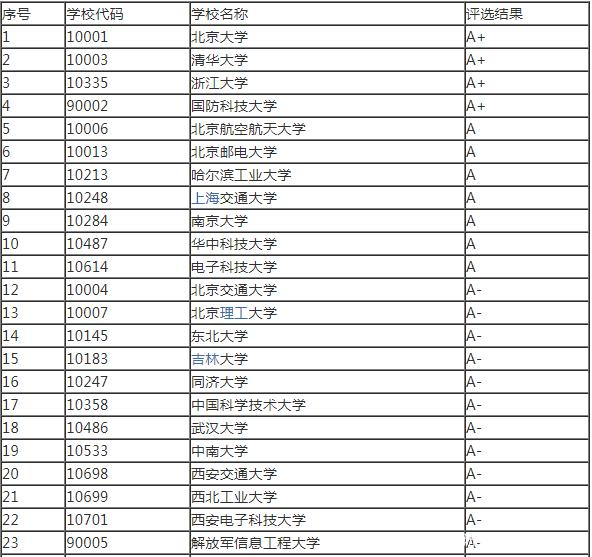 序号 学校代码 学校名称 评选结果
1 10001 北京大学 A+
2 10003 清华大学 A+
3 10335 浙江大学 A+
4 90002 国防科技大学 A+
5 10006 北京航空航天大学 A
6 10013 北京邮电大学 A
7 10213 哈尔滨工业大学 A
8 10248 上海交通大学 A
9 10284 南京大学 A
10 10487 华中科技大学 A
11 10614 电子科技大学 A
12 10004 北京交通大学 A-
13 10007 北京理工大学 A-
14 10145 东北大学 A-
15 10183 吉林大学 A-
16 10247 同济大学 A-
17 10358 中国科学技术大学 A-
18 10486 武汉大学 A-
19 10533 中南大学 A-
20 10698 西安交通大学 A-
21 10699 西北工业大学 A-
22 10701 西安电子科技大学 A-
23 90005 解放军信息工程大学 A-